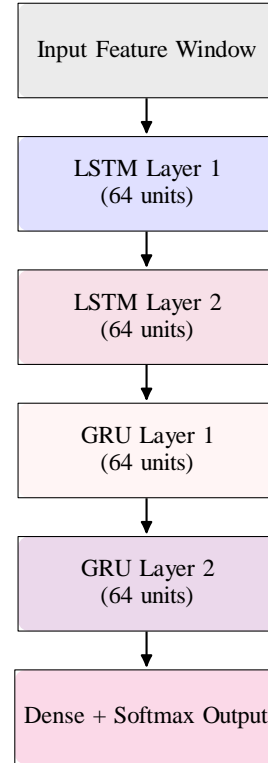 Input Feature Window
LSTM Layer 1
(64 units)
LSTM Layer 2
(64 units)
GRU Layer 1
(64 units)
GRU Layer 2
(64 units)
Dense + Softmax Output